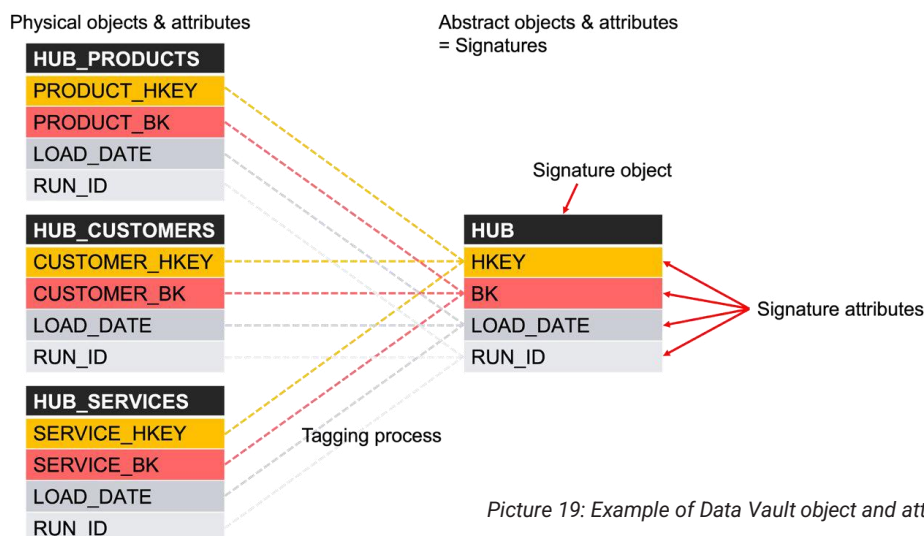 Physical objects & attributes
HUB_PRODUCTS
PRODUCT_HKEY
PRODUCT_BK
LOAD_DATE
RUN_ID
HUB_CUSTOMERS
CUSTOMER_HKEY
CUSTOMER_BK
LOAD_DATE
RUN_ID
HUB_SERVICES
SERVICE_HKEY
SERVICE_BK
LOAD_DATE
RUN_ID
Tagging process
Abstract objects & attributes
= Signatures
Signature object
HUB
HKEY
BK
LOAD_DATE
RUN_ID
Signature attributes
Picture 19: Example of Data Vault object and att